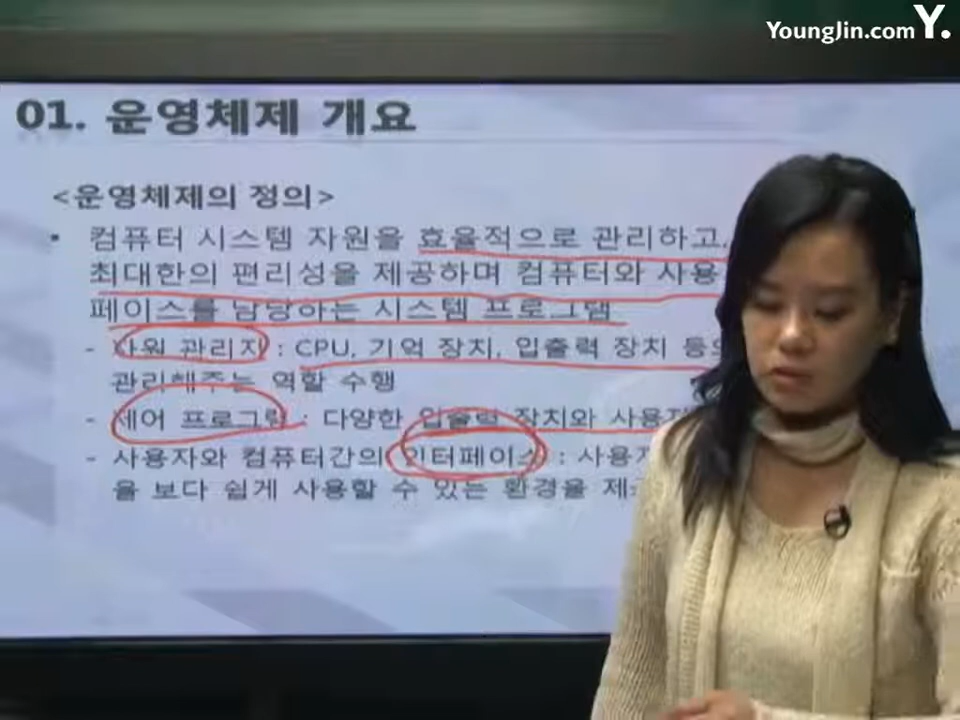 YoungJin.com Y.
01. 운영체제 개요
<운영체제의 정의>
• 컴퓨터 시스템 자원을 효율적으로 관리하고,
최대한의 편리성을 제공하며 컴퓨터와 사용
페이스를 담당하는 시스템 프로그램
- 자원 관리자 : CPU, 기억 장치, 입출력 장치 등의
관리해주는 역할 수행
- 제어 프로그램 : 다양한 입출력 장치와 사용자
- 사용자와 컴퓨터간의 인터페이스 : 사용자
을 보다 쉽게 사용할 수 있는 환경을 제공